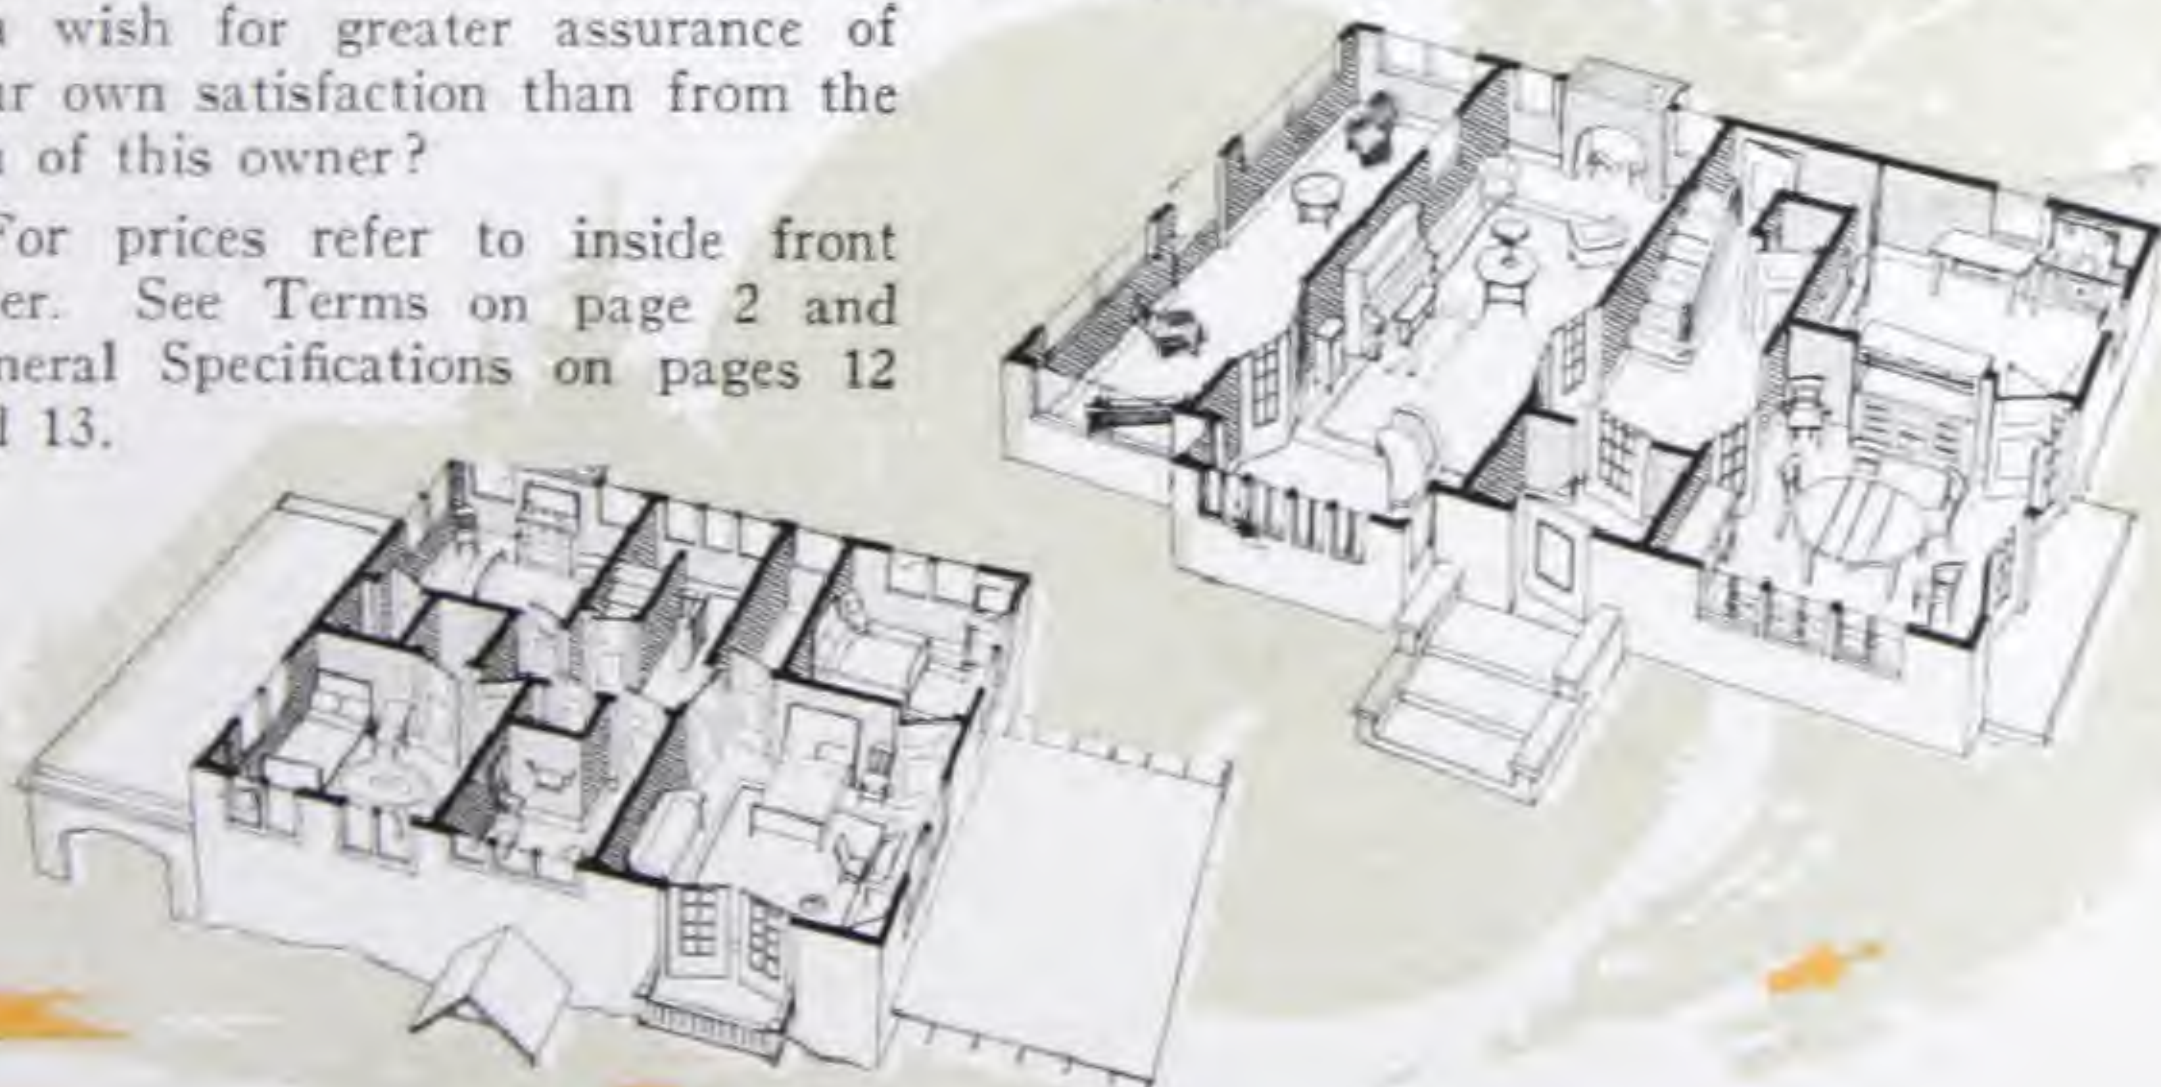 wish for greater assurance of
own satisfaction than from the
of this owner?
For prices refer to inside front
er. See Terms on page 2 and
neral Specifications on pages 12
13.